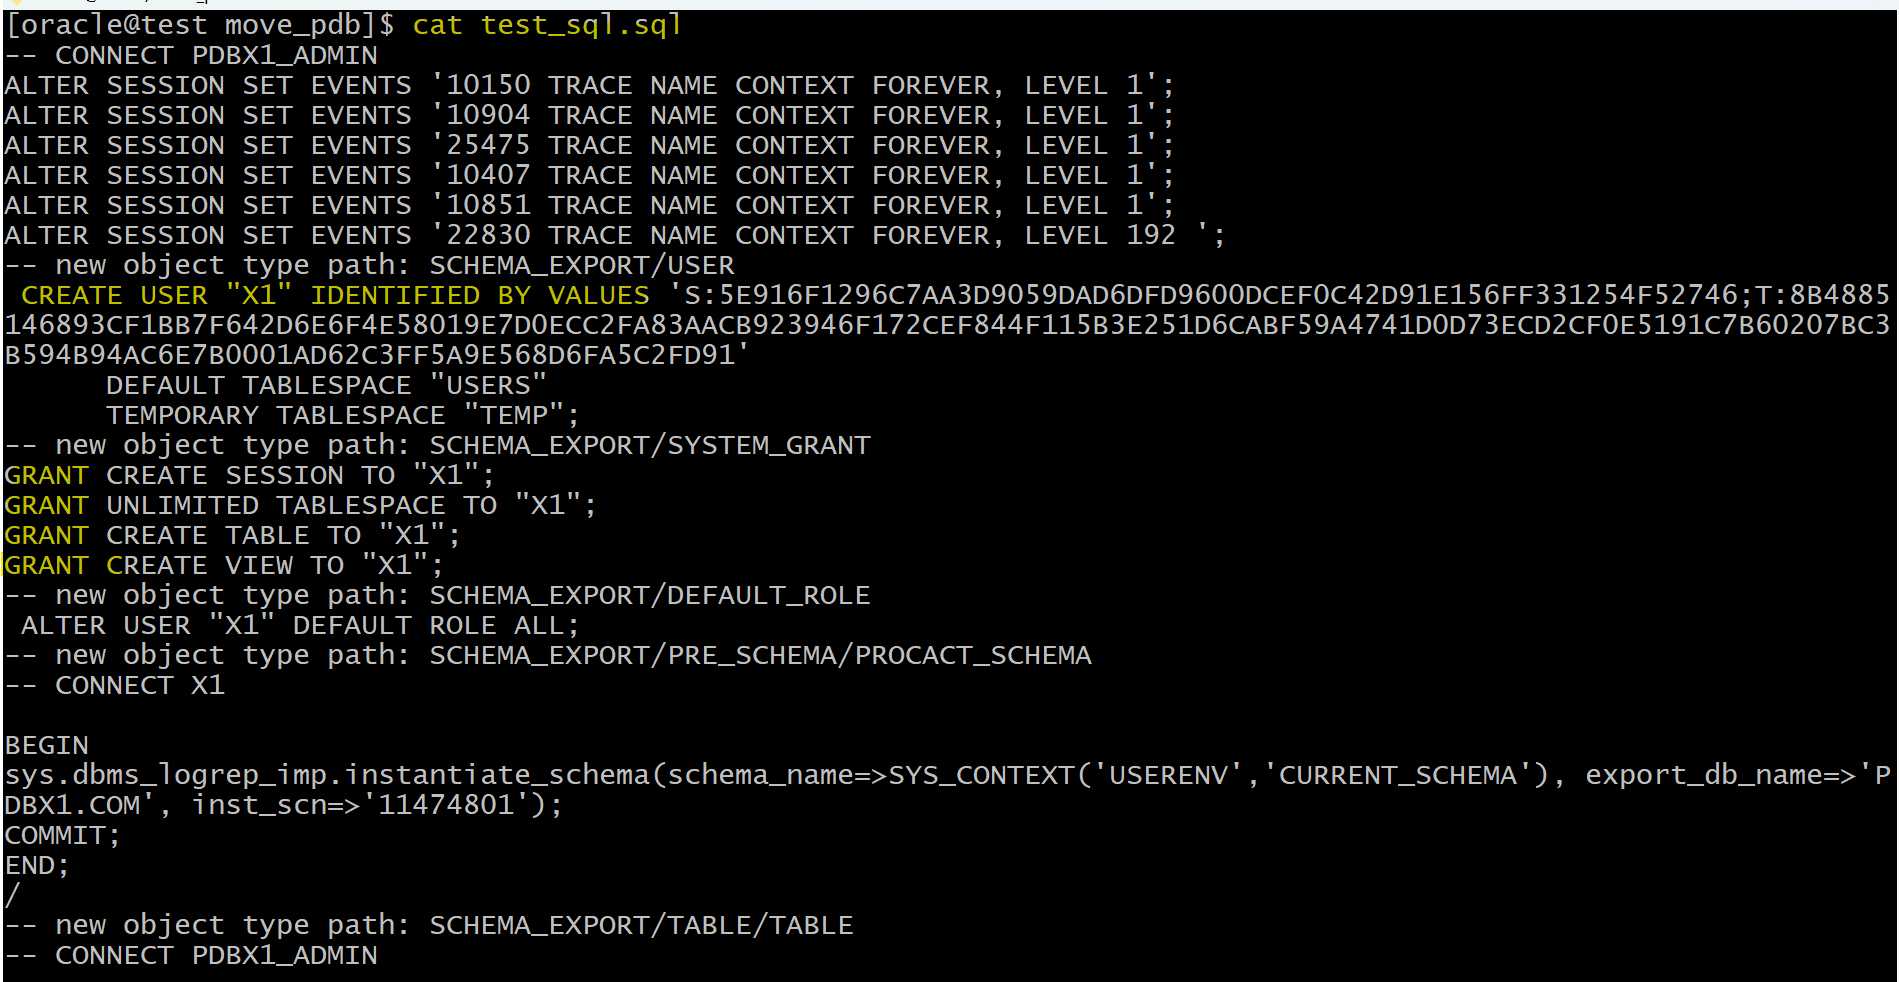 [oracle@test move_pdb]$ cat test_sql.sql
-- CONNECT PDBX1_ADMIN
ALTER SESSION SET EVENTS '10150 TRACE NAME CONTEXT FOREVER, LEVEL 1';
ALTER SESSION SET EVENTS '10904 TRACE NAME CONTEXT FOREVER, LEVEL 1';
ALTER SESSION SET EVENTS '25475 TRACE NAME CONTEXT FOREVER, LEVEL 1';
ALTER SESSION SET EVENTS '10407 TRACE NAME CONTEXT FOREVER, LEVEL 1';
ALTER SESSION SET EVENTS '10851 TRACE NAME CONTEXT FOREVER, LEVEL 1';
ALTER SESSION SET EVENTS '22830 TRACE NAME CONTEXT FOREVER, LEVEL 192 ';
-- new object type path: SCHEMA_EXPORT/USER
 CREATE USER "X1" IDENTIFIED BY VALUES 'S:5E916F1296C7AA3D9059DAD6DFD9600DCEF0C42D91E156FF331254F52746;T:8B4885
146893CF1BB7F642D6E6F4E58019E7D0ECC2FA83AACB923946F172CEF844F115B3E251D6CABF59A4741D0D73ECD2CF0E5191C7B60207BC3
B594B94AC6E7B0001AD62C3FF5A9E568D6FA5C2FD91'
      DEFAULT TABLESPACE "USERS"
      TEMPORARY TABLESPACE "TEMP";
-- new object type path: SCHEMA_EXPORT/SYSTEM_GRANT
GRANT CREATE SESSION TO "X1";
GRANT UNLIMITED TABLESPACE TO "X1";
GRANT CREATE TABLE TO "X1";
GRANT CREATE VIEW TO "X1";
-- new object type path: SCHEMA_EXPORT/DEFAULT_ROLE
 ALTER USER "X1" DEFAULT ROLE ALL;
-- new object type path: SCHEMA_EXPORT/PRE_SCHEMA/PROCACT_SCHEMA
-- CONNECT X1

BEGIN
sys.dbms_logrep_imp.instantiate_schema(schema_name=>SYS_CONTEXT('USERENV','CURRENT_SCHEMA'), export_db_name=>'P
DBX1.COM', inst_scn=>'11474801');
COMMIT;
END;
/
-- new object type path: SCHEMA_EXPORT/TABLE/TABLE
-- CONNECT PDBX1_ADMIN